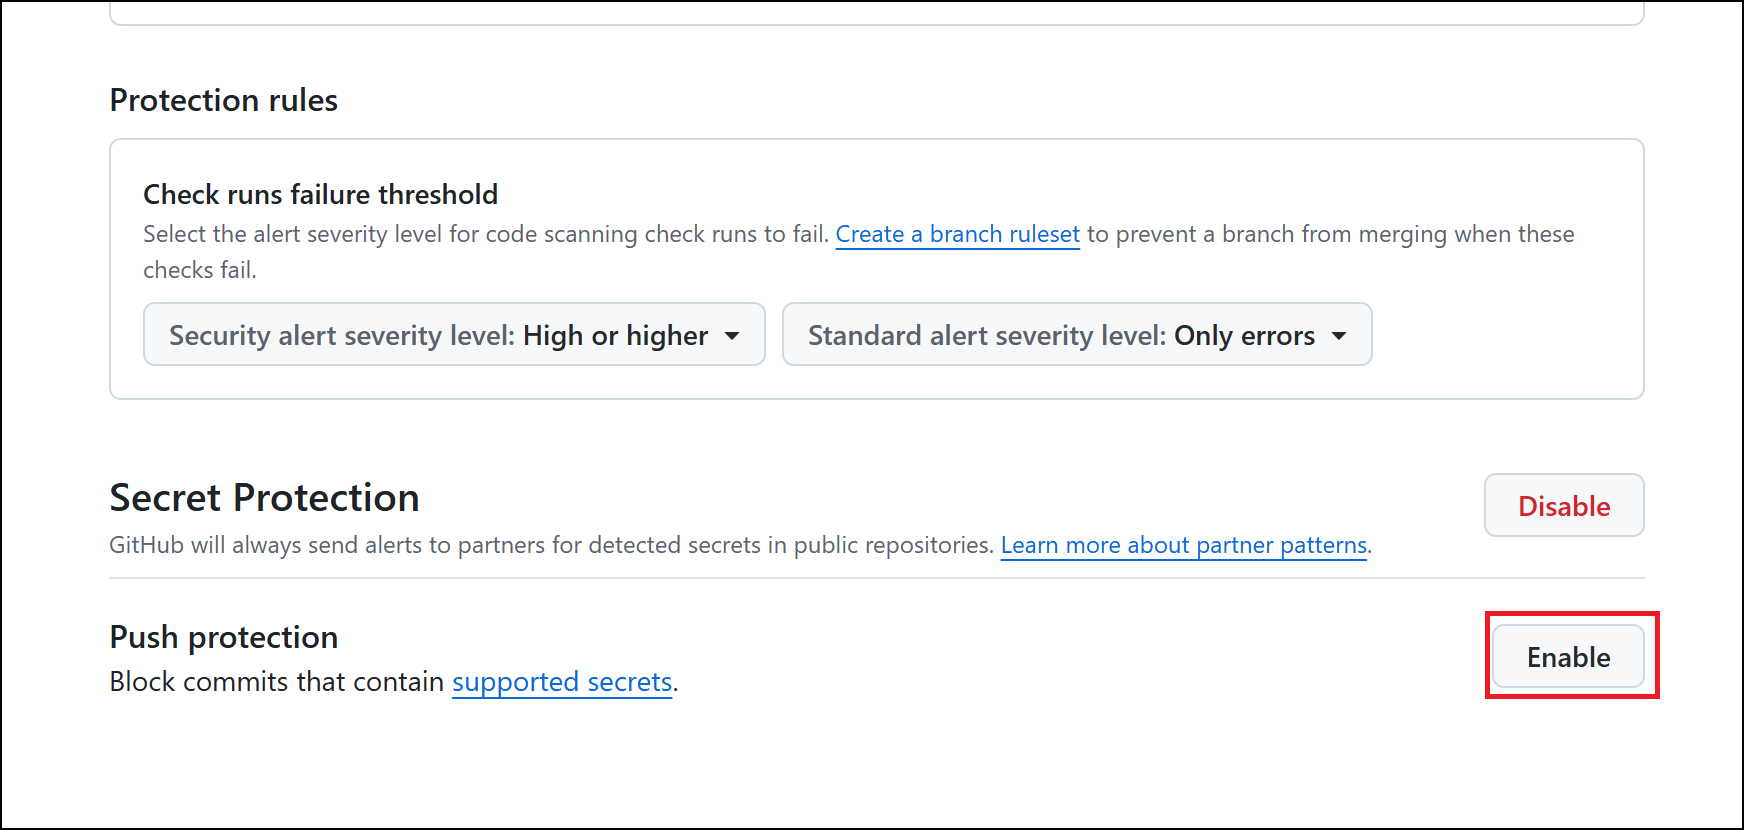 Protection rules
Check runs failure threshold
Select the alert severity level for code scanning check runs to fail. Create a branch ruleset to prevent a branch from merging when these
checks fail.
Security alert severity level: High or higher
Standard alert severity level: Only errors
Secret Protection
Disable
GitHub will always send alerts to partners for detected secrets in public repositories. Learn more about partner patterns.
Push protection
Enable
Block commits that contain supported secrets.